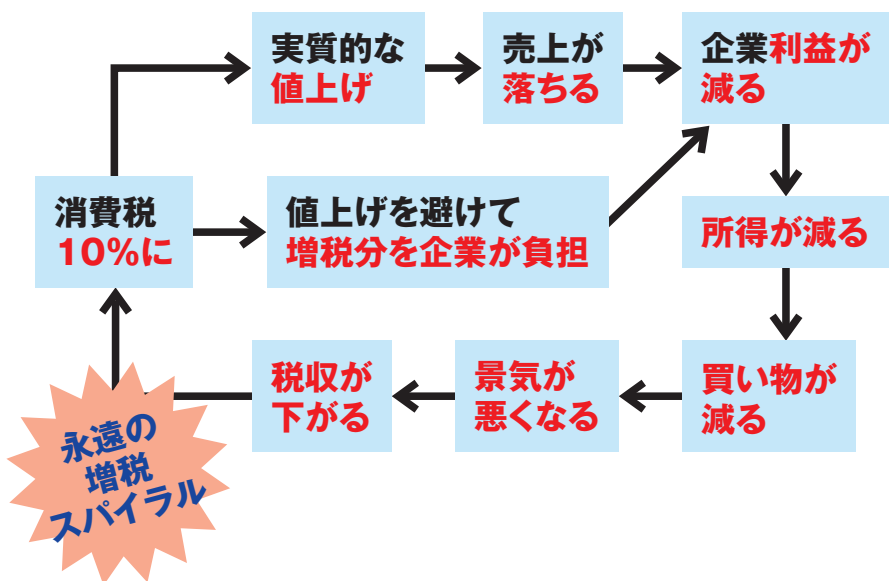 実質的な
値上げ
売上が
落ちる
企業利益が
減る
消費税
10%に
値上げを避けて
増税分を企業が負担
所得が減る
買い物が
減る
景気が
悪くなる
税収が
下がる
永遠の
増税
スパイラル